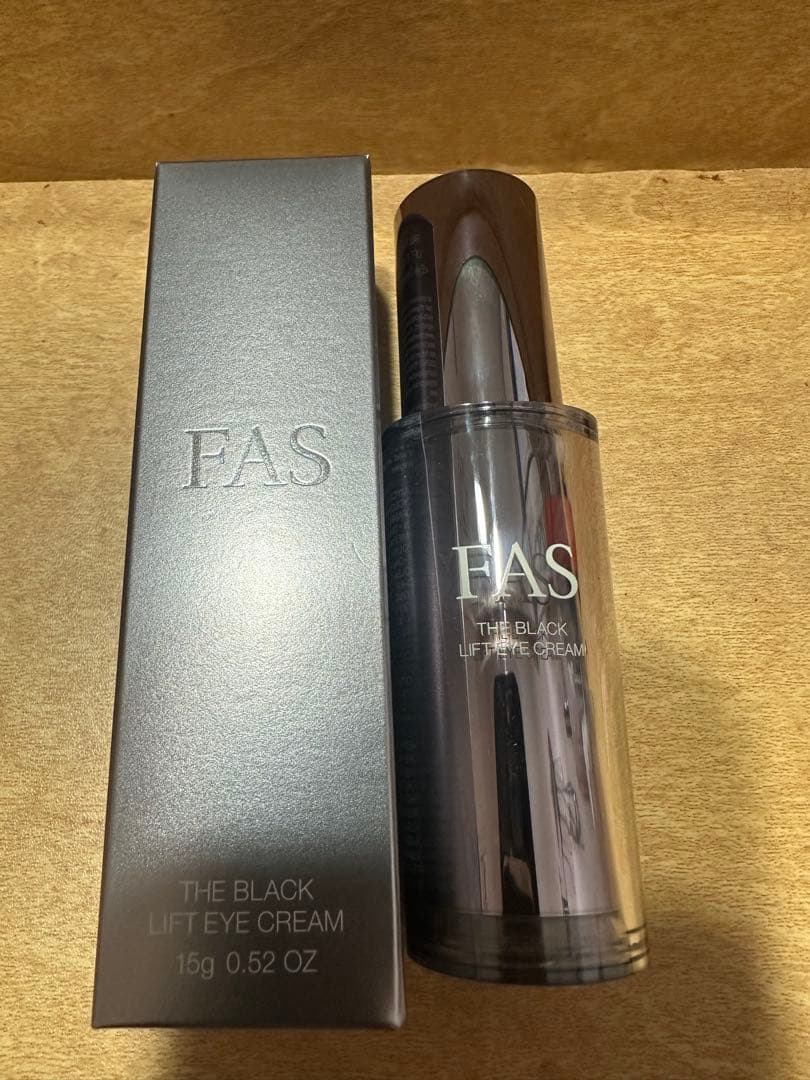 FAS
THE BLACK
LIFT EYE CREAM
15g 0.52 OZ
FAS
THE BLACK
LIFT EYE CREAM